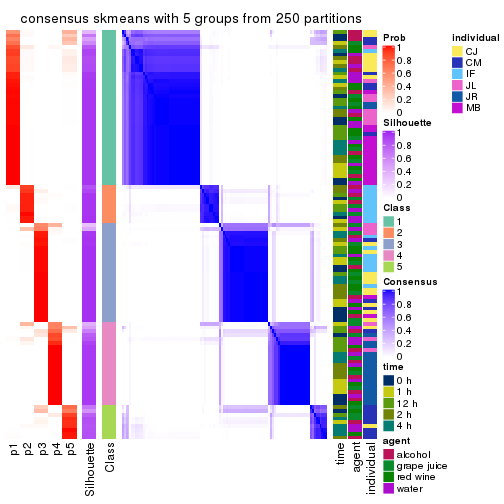 consensus skmeans with 5 groups from 250 partitions
p1
p2
p3
p4
p5
Silhouette
Class
time
agent
individual
Prob
1
0.8
0.6
0.4
0.2
0
Silhouette
1
0.8
0.6
0.4
0.2
0
Class
1
2
3
4
5
Consensus
1
0.8
0.6
0.4
0.2
0
time
0 h
1 h
12 h
2 h
4 h
agent
alcohol
grape juice
red wine
water
individual
CJ
CM
IF
JL
JR
MB